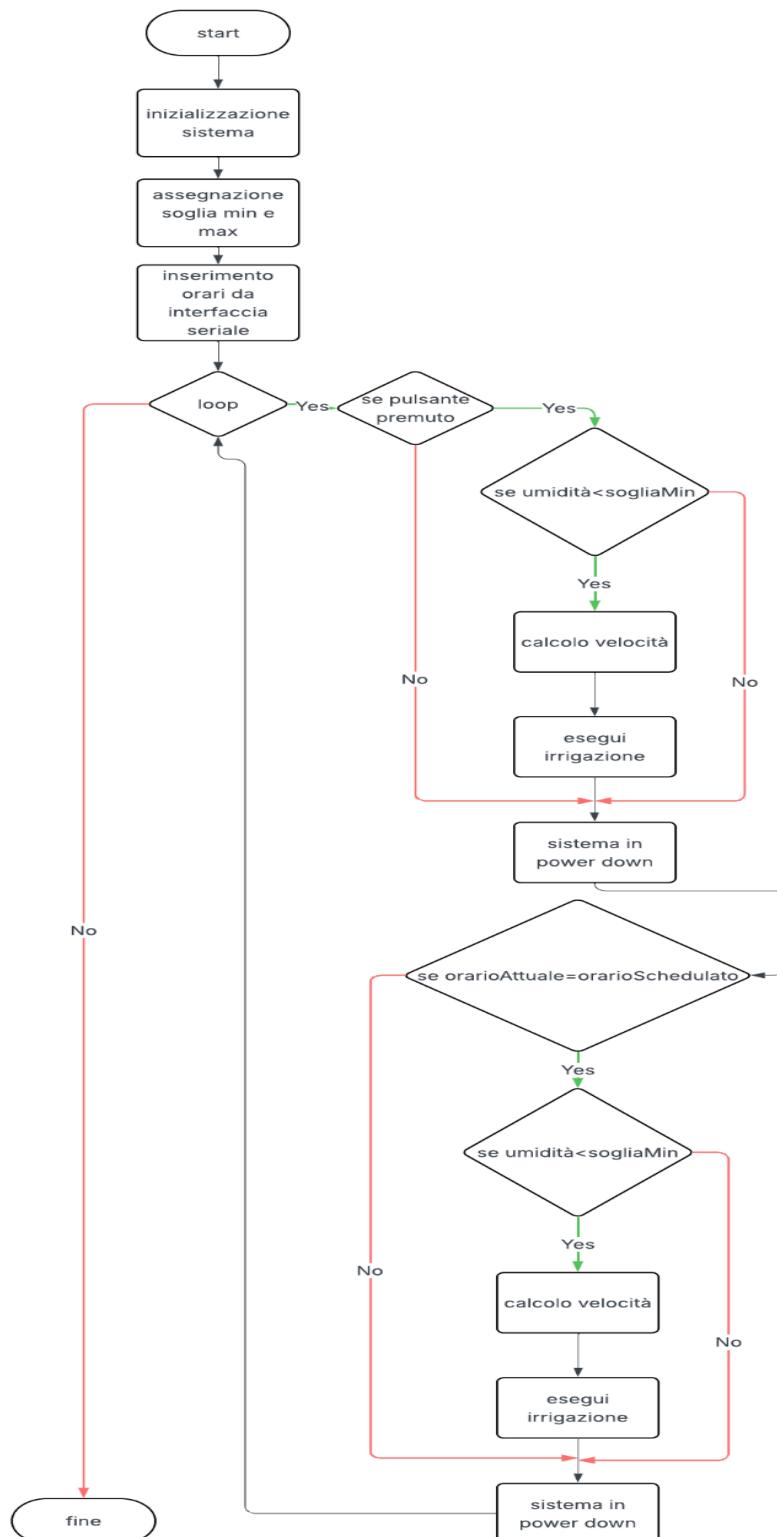 start
inizializzazione
sistema
assegnazione
soglia min e
max
inserimento
orari da
interfaccia
seriale
loop
Yes
se pulsante
premuto
Yes
se umidità<sogliaMin
Yes
calcolo velocità
No
No
esegui
irrigazione
sistema in
power down
No
se orarioAttuale=orarioSchedulato
Yes
se umidità<sogliaMin
Yes
No
calcolo velocità
No
esegui
irrigazione
sistema in
power down
fine